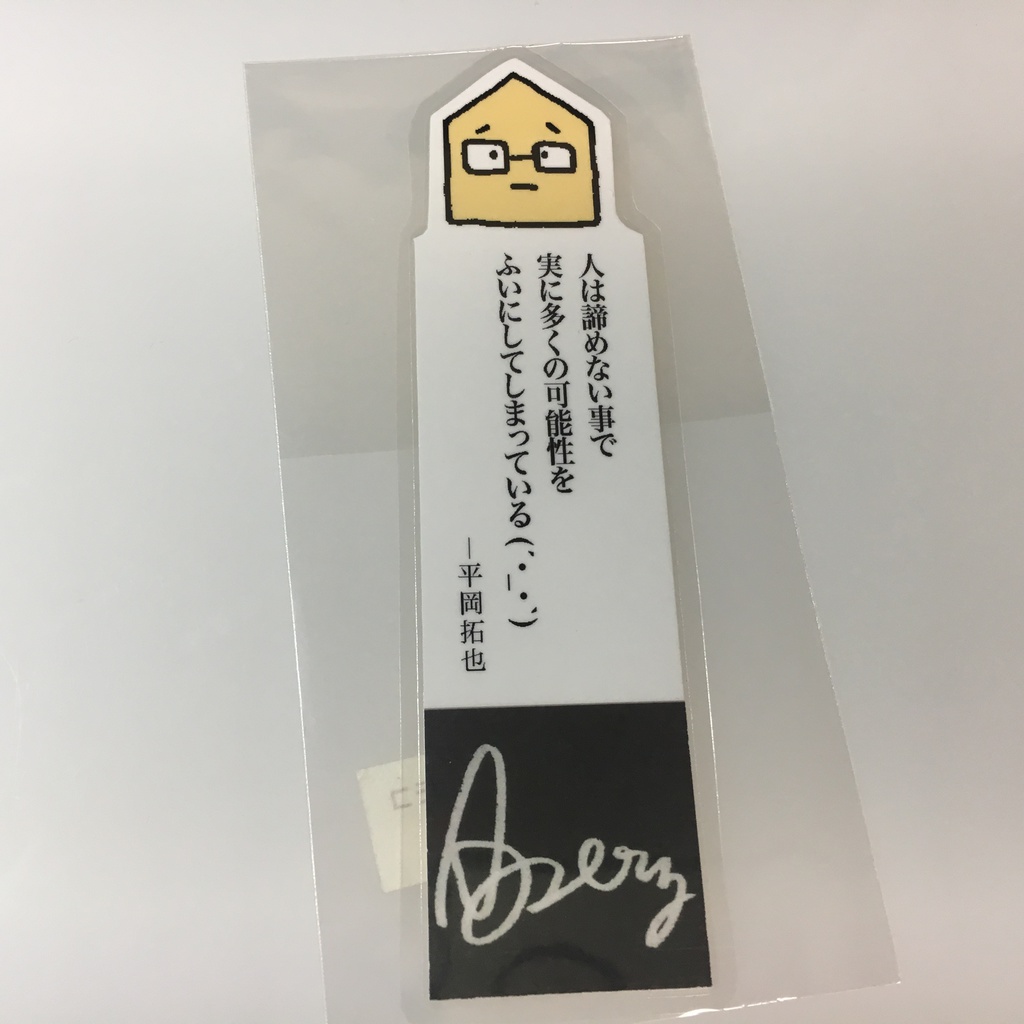 人は諦めない事で
実に多くの可能性を
ふいにしてしまっている(´･_･`)
—平岡拓也